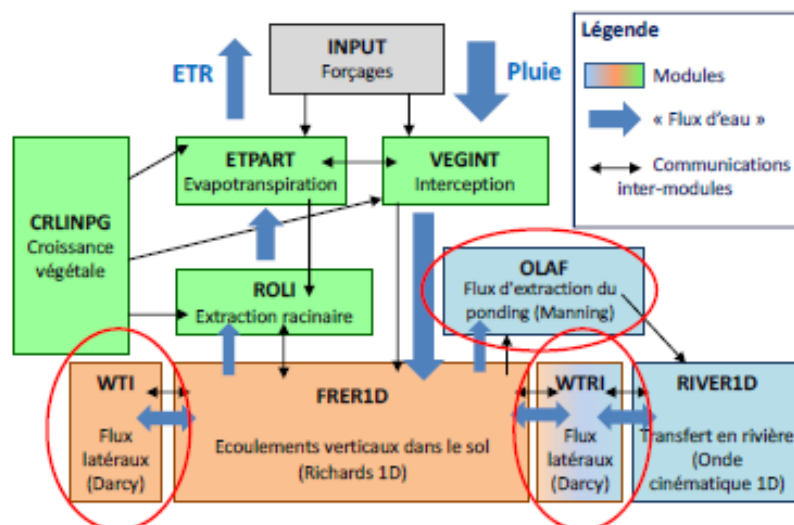 INPUT
Forçages
ETR
Pluie
Légende
Modules
« Flux d'eau »
Communications
inter-modules
CRLINPG
Croissance
végétale
ETPART
Evapotranspiration
VEGINT
Interception
ROLI
Extraction racinaire
OLAF
Flux d'extraction du
ponding (Manning)
WTI
Flux
latéraux
(Darcy)
FRER1D
Ecoulements verticaux dans le sol
(Richards 1D)
WTRI
Flux
latéraux
(Darcy)
RIVER1D
Transfert en rivière
(Onde
cinématique 1D)